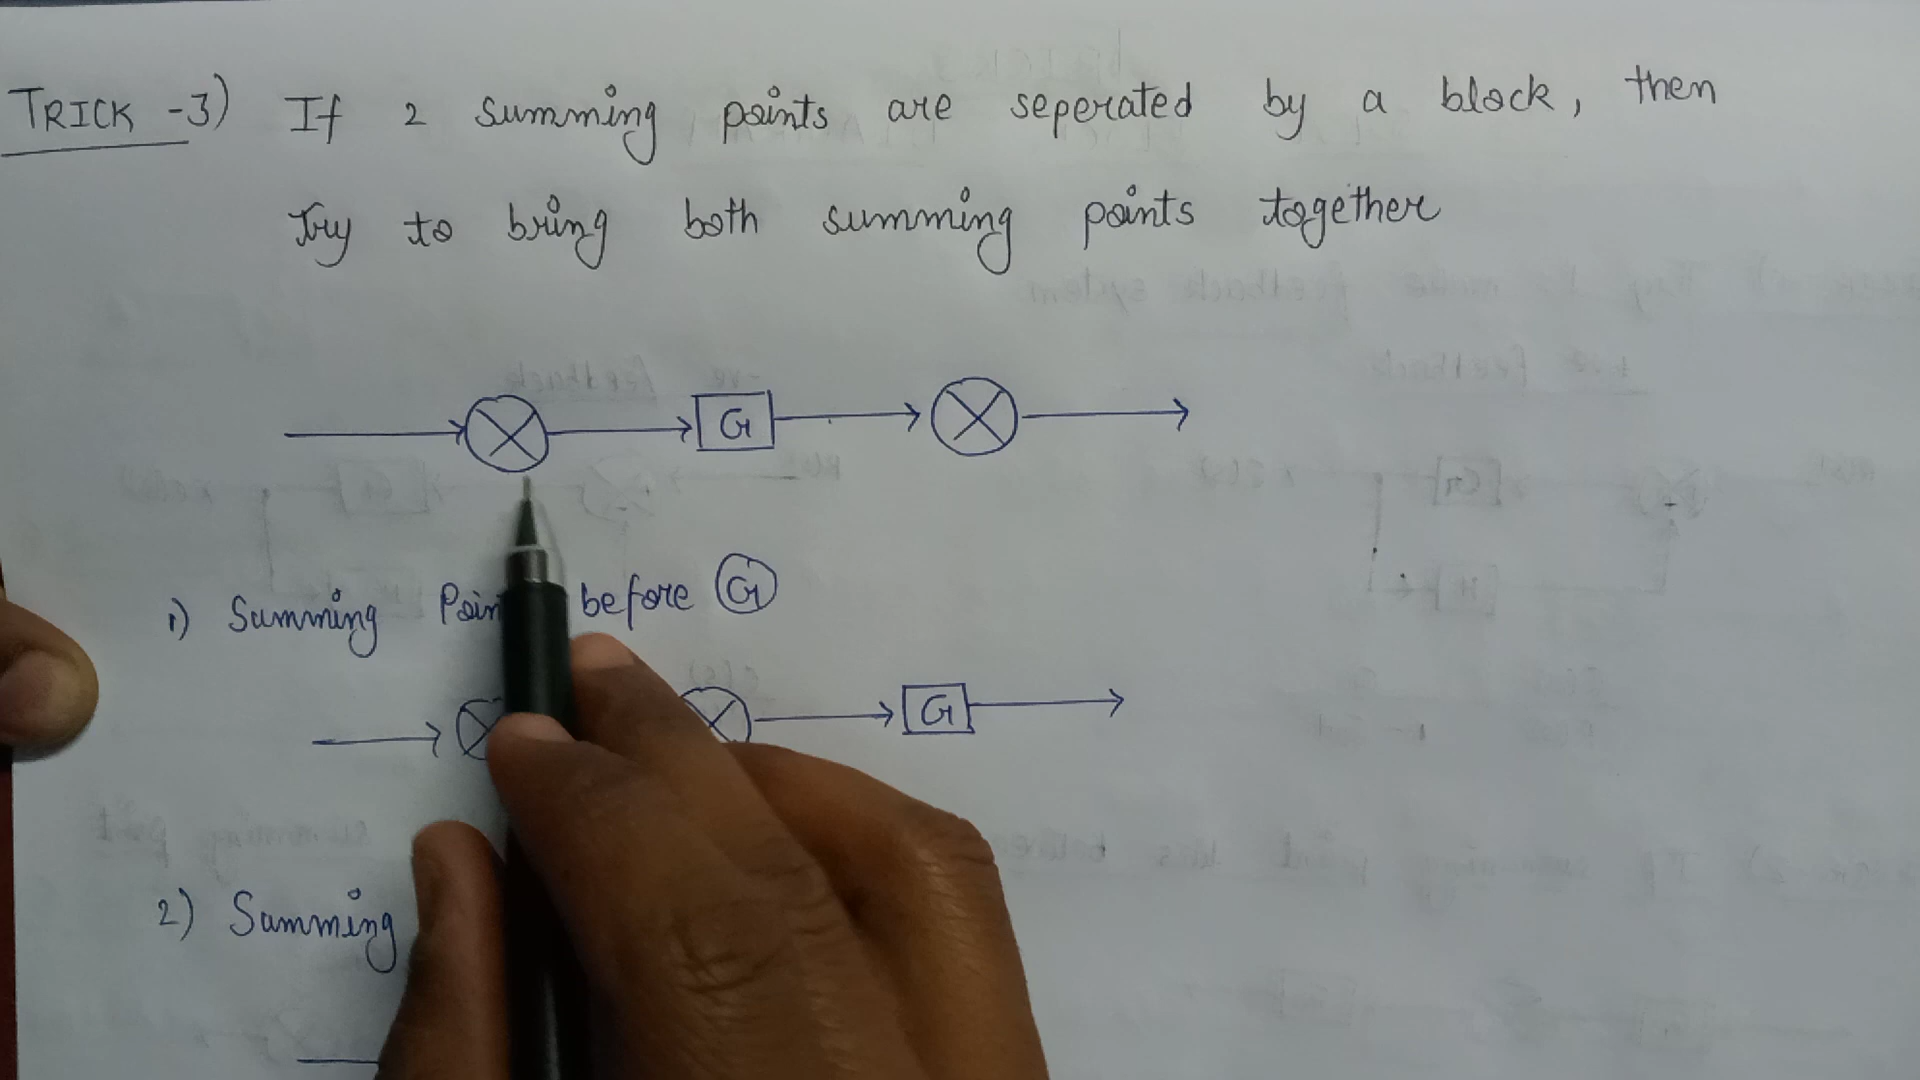 TRICK -3) If 2 summing points are seperated by a block, then
try to bring both summing points together
G
1) Summing before G
G
2) Summing